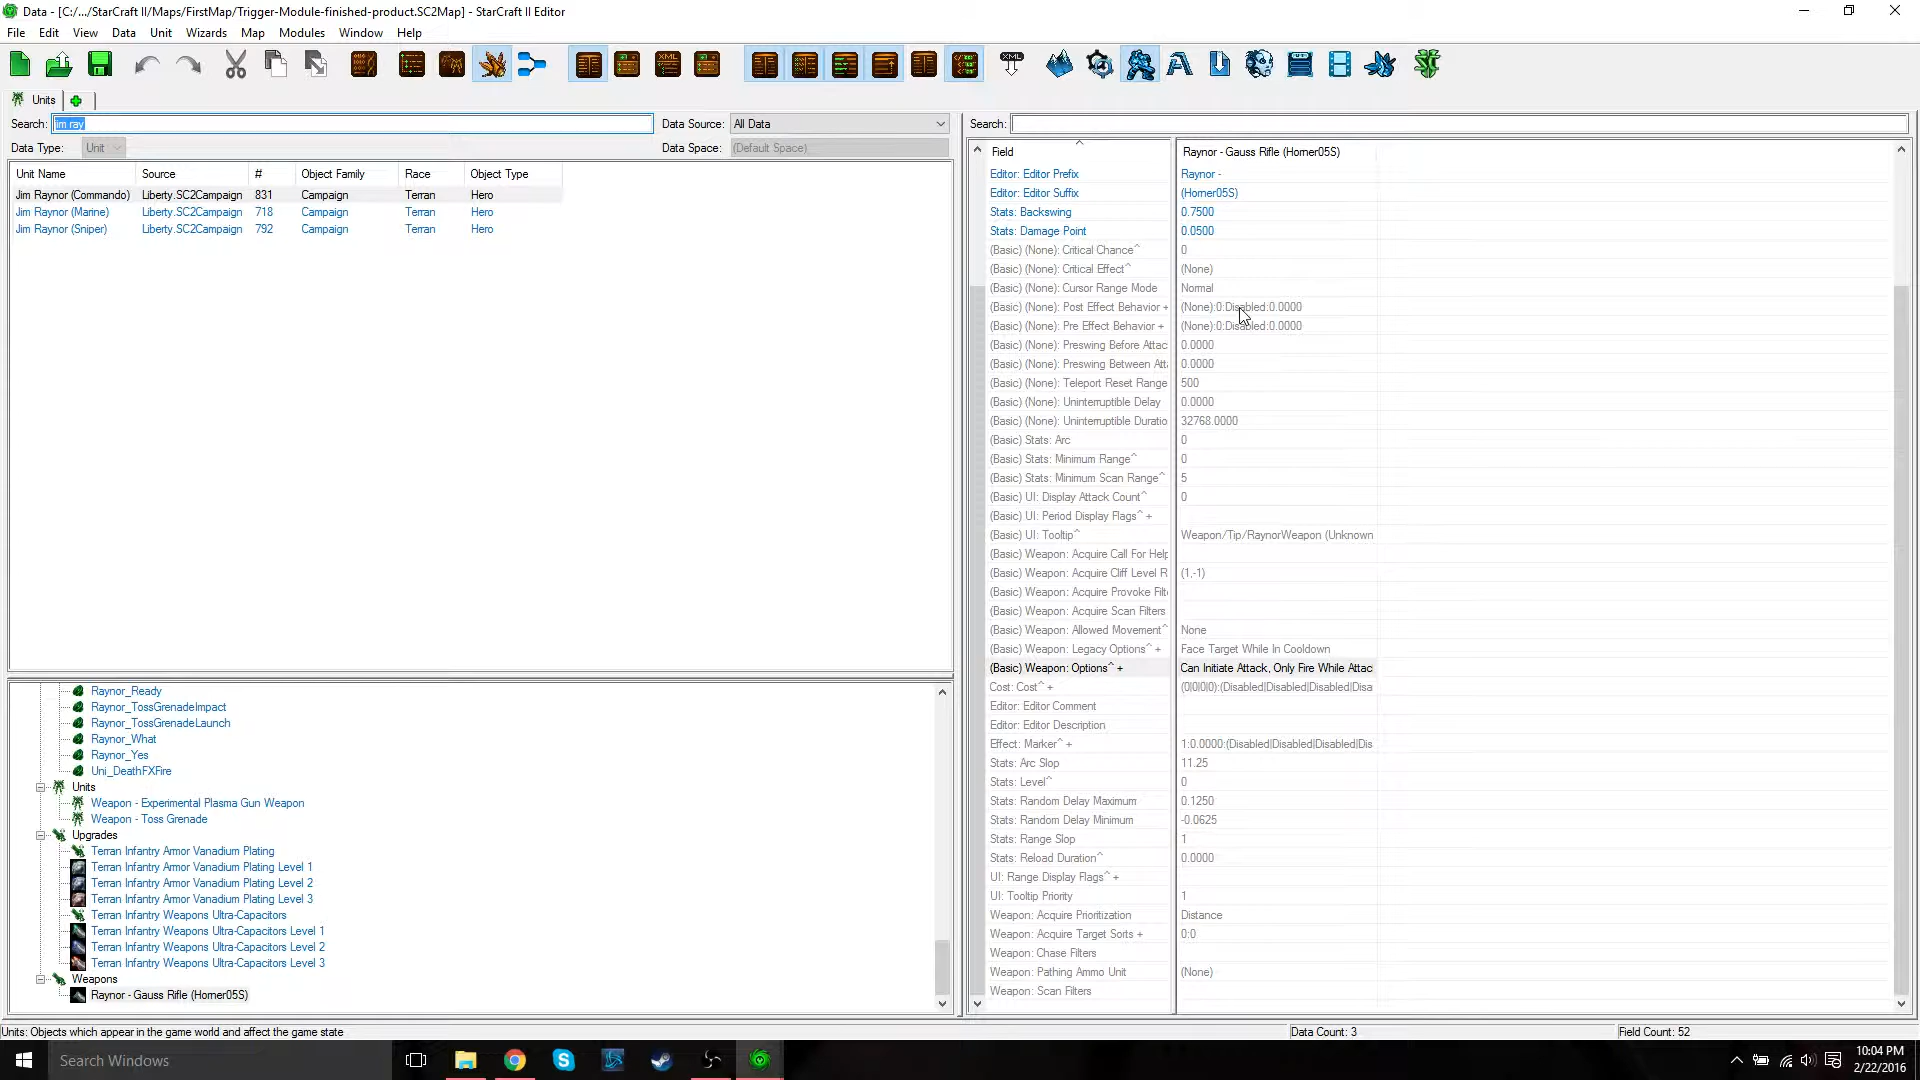 Data - [C:/.../StarCraft II/Maps/FirstMap/Trigger-Module-finished-product.SC2Map] - StarCraft II Editor
File Edit View Data Unit Wizards Map Modules Window Help
Units
Search: jim ray
Data Source: All Data
Data Type: Unit
Data Space: (Default Space)
Unit Name Source # Object Family Race Object Type
Jim Raynor (Commando) Liberty.SC2Campaign 831 Campaign Terran Hero
Jim Raynor (Marine) Liberty.SC2Campaign 718 Campaign Terran Hero
Jim Raynor (Sniper) Liberty.SC2Campaign 792 Campaign Terran Hero
Raynor_Ready
Raynor_TossGrenadeImpact
Raynor_TossGrenadeLaunch
Raynor_What
Raynor_Yes
Uni_DeathFXFire
Units
Weapon - Experimental Plasma Gun Weapon
Weapon - Toss Grenade
Upgrades
Terran Infantry Armor Vanadium Plating
Terran Infantry Armor Vanadium Plating Level 1
Terran Infantry Armor Vanadium Plating Level 2
Terran Infantry Armor Vanadium Plating Level 3
Terran Infantry Weapons Ultra-Capacitors
Terran Infantry Weapons Ultra-Capacitors Level 1
Terran Infantry Weapons Ultra-Capacitors Level 2
Terran Infantry Weapons Ultra-Capacitors Level 3
Weapons
Raynor - Gauss Rifle (Homer05S)
Search:
Field Raynor - Gauss Rifle (Homer05S)
Editor: Editor Prefix Raynor -
Editor: Editor Suffix (Homer05S)
Stats: Backswing 0.7500
Stats: Damage Point 0.0500
(Basic) (None): Critical Chance^ 0
(Basic) (None): Critical Effect^ (None)
(Basic) (None): Cursor Range Mode Normal
(Basic) (None): Post Effect Behavior + (None):0:Disabled:0.0000
(Basic) (None): Pre Effect Behavior + (None):0:Disabled:0.0000
(Basic) (None): Preswing Before Attac 0.0000
(Basic) (None): Preswing Between Att 0.0000
(Basic) (None): Teleport Reset Range 500
(Basic) (None): Uninterruptible Delay 0.0000
(Basic) (None): Uninterruptible Duratio 32768.0000
(Basic) Stats: Arc 0
(Basic) Stats: Minimum Range^ 0
(Basic) Stats: Minimum Scan Range^ 5
(Basic) UI: Display Attack Count^ 0
(Basic) UI: Period Display Flags^ +
(Basic) UI: Tooltip^ Weapon/Tip/RaynorWeapon (Unknown
(Basic) Weapon: Acquire Call For Help
(Basic) Weapon: Acquire Cliff Level R (1,-1)
(Basic) Weapon: Acquire Provoke Filt
(Basic) Weapon: Acquire Scan Filters
(Basic) Weapon: Allowed Movement^ None
(Basic) Weapon: Legacy Options^ + Face Target While In Cooldown
(Basic) Weapon: Options^ + Can Initiate Attack, Only Fire While Attac
Cost: Cost^ + (0|0|0|0):(Disabled|Disabled|Disabled|Disa
Editor: Editor Comment
Editor: Editor Description
Effect: Marker^ + 1:0.0000:(Disabled|Disabled|Disabled|Dis
Stats: Arc Slop 11.25
Stats: Level^ 0
Stats: Random Delay Maximum 0.1250
Stats: Random Delay Minimum -0.0625
Stats: Range Slop 1
Stats: Reload Duration^ 0.0000
UI: Range Display Flags^ +
UI: Tooltip Priority 1
Weapon: Acquire Prioritization Distance
Weapon: Acquire Target Sorts + 0:0
Weapon: Chase Filters
Weapon: Pathing Ammo Unit (None)
Weapon: Scan Filters
Units: Objects which appear in the game world and affect the game state
Data Count: 3
Field Count: 52
Search Windows
10:04 PM
2/22/2016